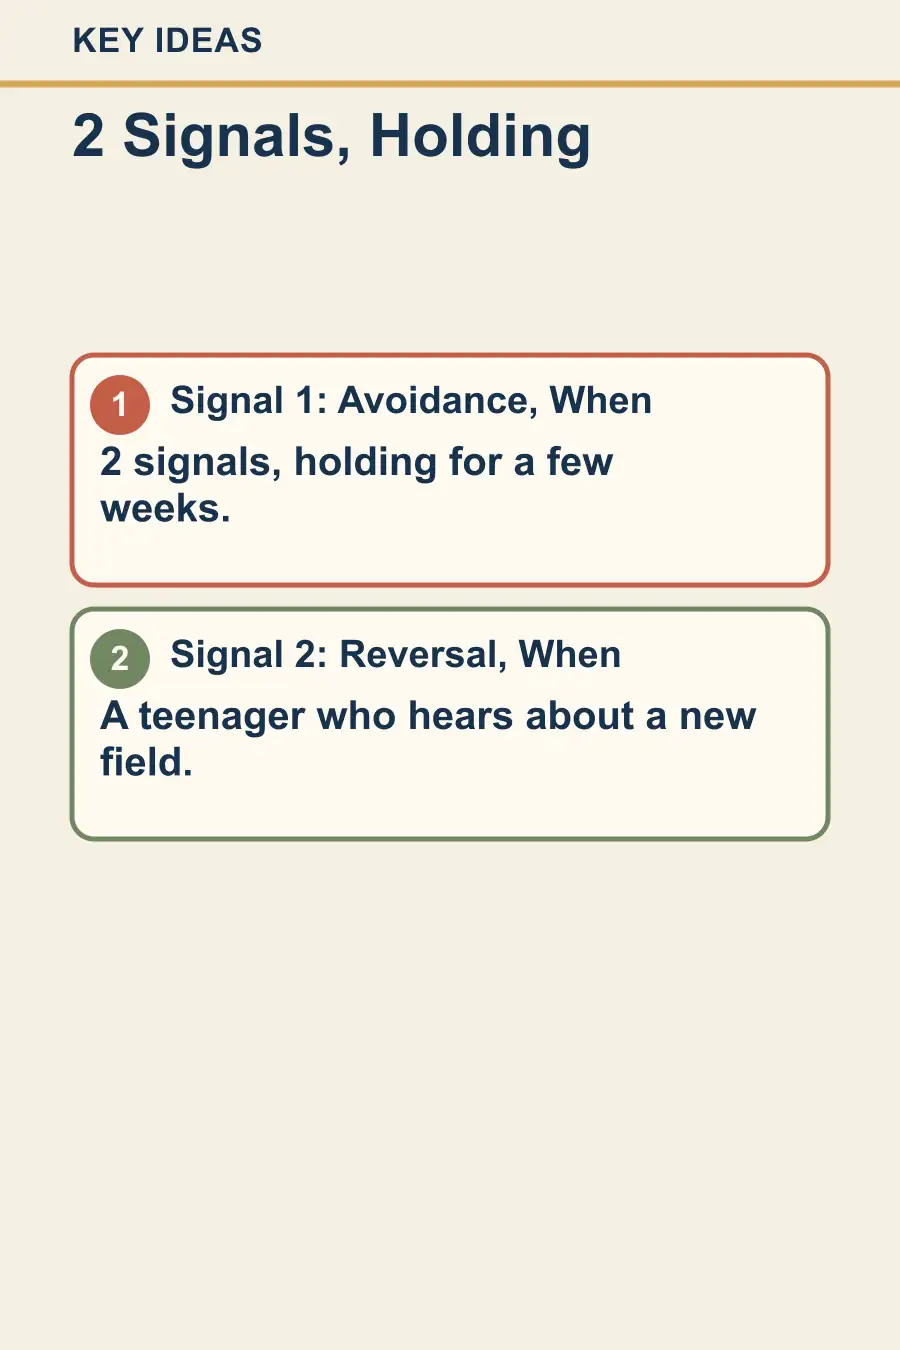 KEY IDEAS
2 Signals, Holding
1 Signal 1: Avoidance, When
2 signals, holding for a few
weeks.
2 Signal 2: Reversal, When
A teenager who hears about a new
field.